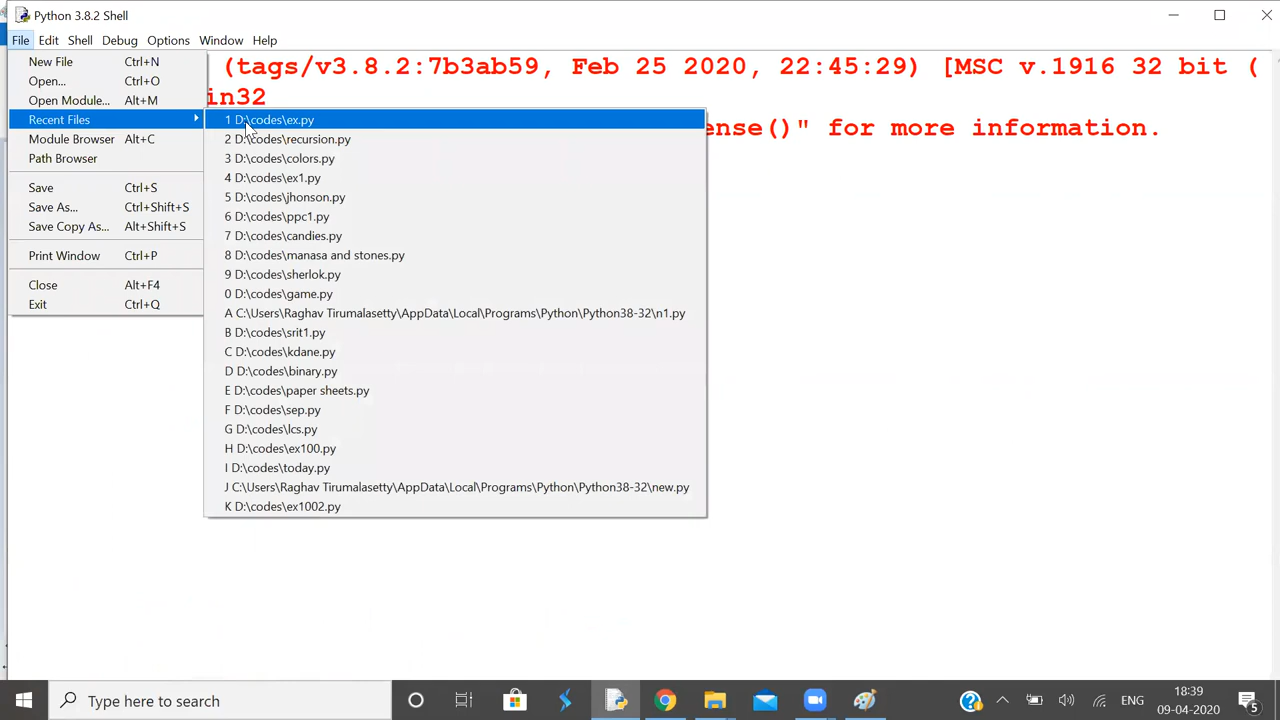 Python 3.8.2 Shell
File Edit Shell Debug Options Window Help
(tags/v3.8.2:7b3ab59, Feb 25 2020, 22:45:29) [MSC v.1916 32 bit (
in32
ense()" for more information.
New File Ctrl+N
Open... Ctrl+O
Open Module... Alt+M
Recent Files
Module Browser Alt+C
Path Browser
Save Ctrl+S
Save As... Ctrl+Shift+S
Save Copy As... Alt+Shift+S
Print Window Ctrl+P
Close Alt+F4
Exit Ctrl+Q
1 D:\codes\ex.py
2 D:\codes\recursion.py
3 D:\codes\colors.py
4 D:\codes\ex1.py
5 D:\codes\jhonson.py
6 D:\codes\ppc1.py
7 D:\codes\candies.py
8 D:\codes\manasa and stones.py
9 D:\codes\sherlok.py
0 D:\codes\game.py
A C:\Users\Raghav Tirumalasetty\AppData\Local\Programs\Python\Python38-32\n1.py
B D:\codes\srit1.py
C D:\codes\kdane.py
D D:\codes\binary.py
E D:\codes\paper sheets.py
F D:\codes\sep.py
G D:\codes\lcs.py
H D:\codes\ex100.py
I D:\codes\today.py
J C:\Users\Raghav Tirumalasetty\AppData\Local\Programs\Python\Python38-32\new.py
K D:\codes\ex1002.py
Type here to search
ENG
18:39
09-04-2020
5